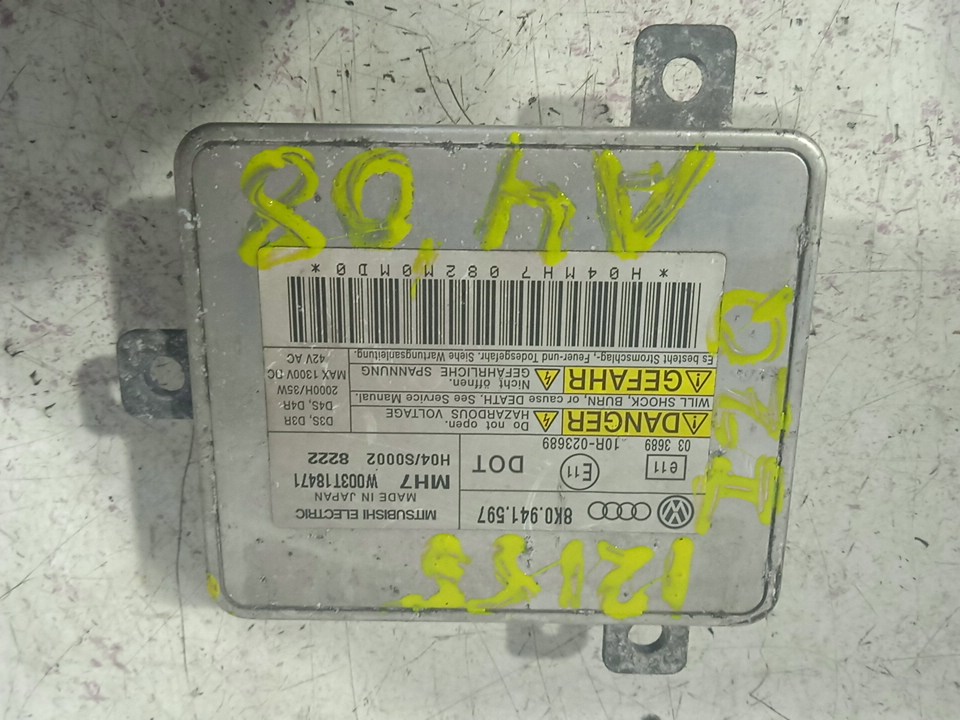 12155
8K0.941.597
MITSUBISHI ELECTRIC
MADE IN JAPAN
MH7 W003T18471
H04/S0002 8222
e11
E11
DOT
03 3689
10R-023689
D3S, D3R
D4S, D4R
2000H/35W
MAX 1300V DC
42V AC
DANGER
HAZARDOUS VOLTAGE
Do not open.
WILL SHOCK, BURN, or cause DEATH. See Service Manual.
GEFAHR
Nicht öffnen.
GEFÄHRLICHE SPANNUNG
Es besteht Stromschlag-, Feuer-und Todesgefahr. Siehe Wartungsanleitung.
*H04MH7082M0MD0*
A4 '08